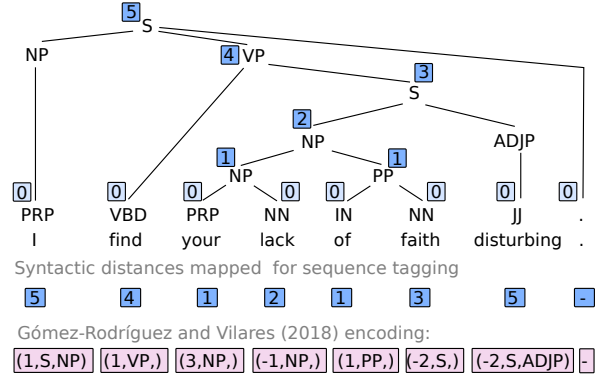 5
S
NP
4 VP
3
S
2
NP
ADJP
1
1
NP
PP
0 0 0 0 0 0 0 0
PRP VBD PRP NN IN NN JJ .
I find your lack of faith disturbing .
Syntactic distances mapped for sequence tagging
5 4 1 2 1 3 5 -
Gómez-Rodríguez and Vilares (2018) encoding:
(1,S,NP) (1,VP,) (3,NP,) (-1,NP,) (1,PP,) (-2,S,) (-2,S,ADJP) -